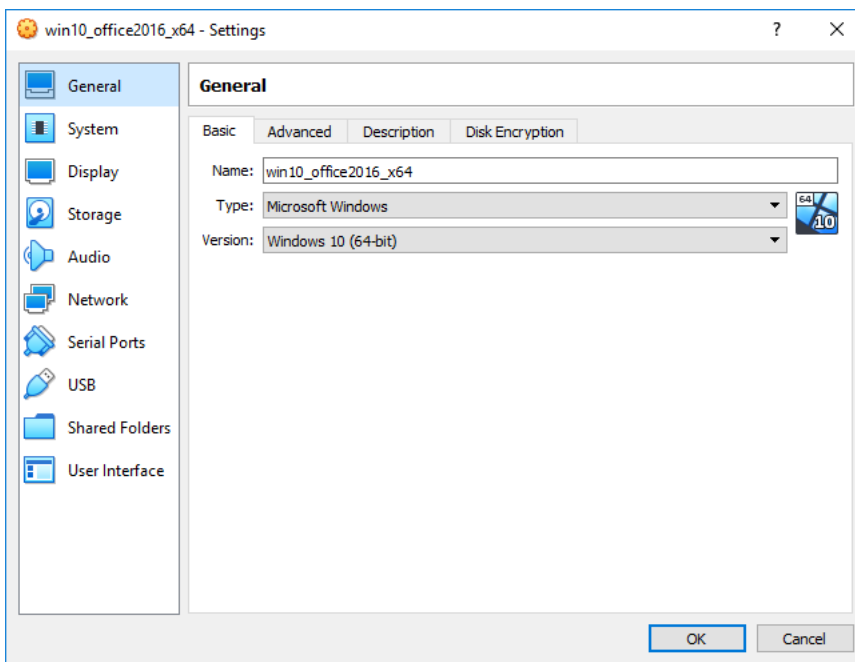 win10_office2016_x64 - Settings
?
General
System
Display
Storage
Audio
Network
Serial Ports
USB
Shared Folders
User Interface
General
Basic Advanced Description Disk Encryption
Name: win10_office2016_x64
Type: Microsoft Windows
64
10
Version: Windows 10 (64-bit)
OK Cancel